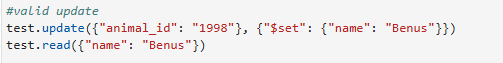 #valid update
test.update({"animal_id": "1998"}, {"$set": {"name": "Benus"}})
test.read({"name": "Benus"})